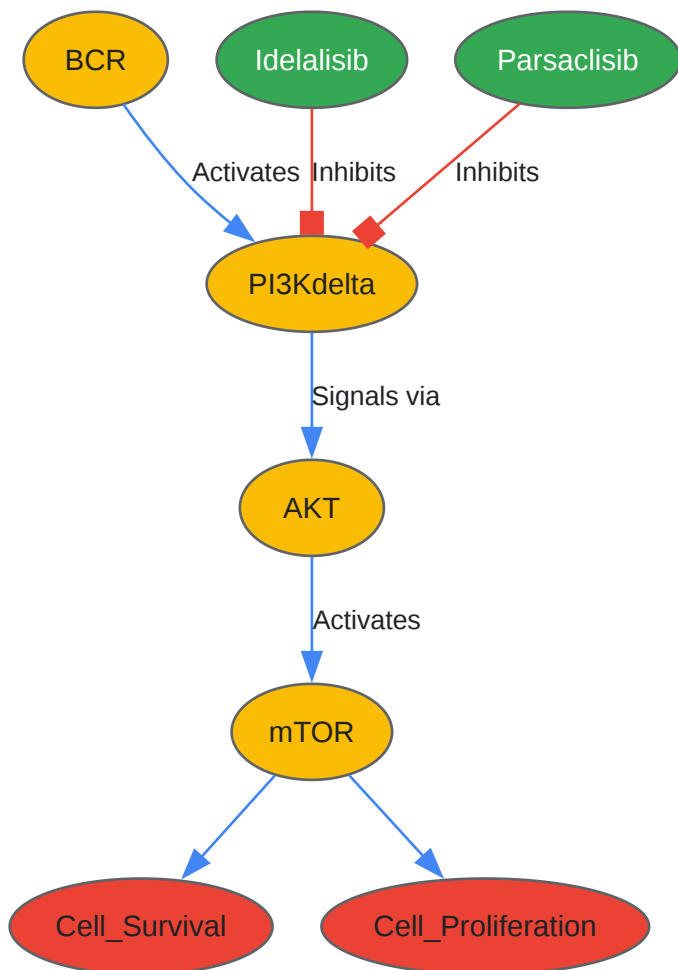 BCR
Idelalisib
Parsaclisib
Activates
Inhibits
Inhibits
PI3Kdelta
Signals via
AKT
Activates
mTOR
Cell_Survival
Cell_Proliferation